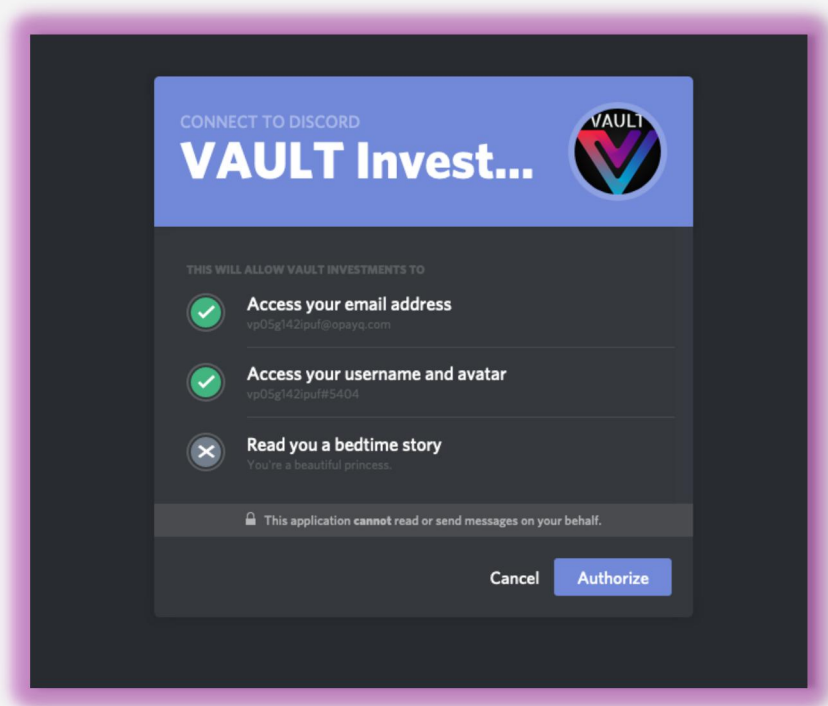 CONNECT TO DISCORD
VAULT Invest...
VAULT
THIS WILL ALLOW VAULT INVESTMENTS TO
Access your email address
vp05g142ipuf@opayq.com
Access your username and avatar
vp05g142ipuf#5404
Read you a bedtime story
You're a beautiful princess.
This application cannot read or send messages on your behalf.
Cancel Authorize